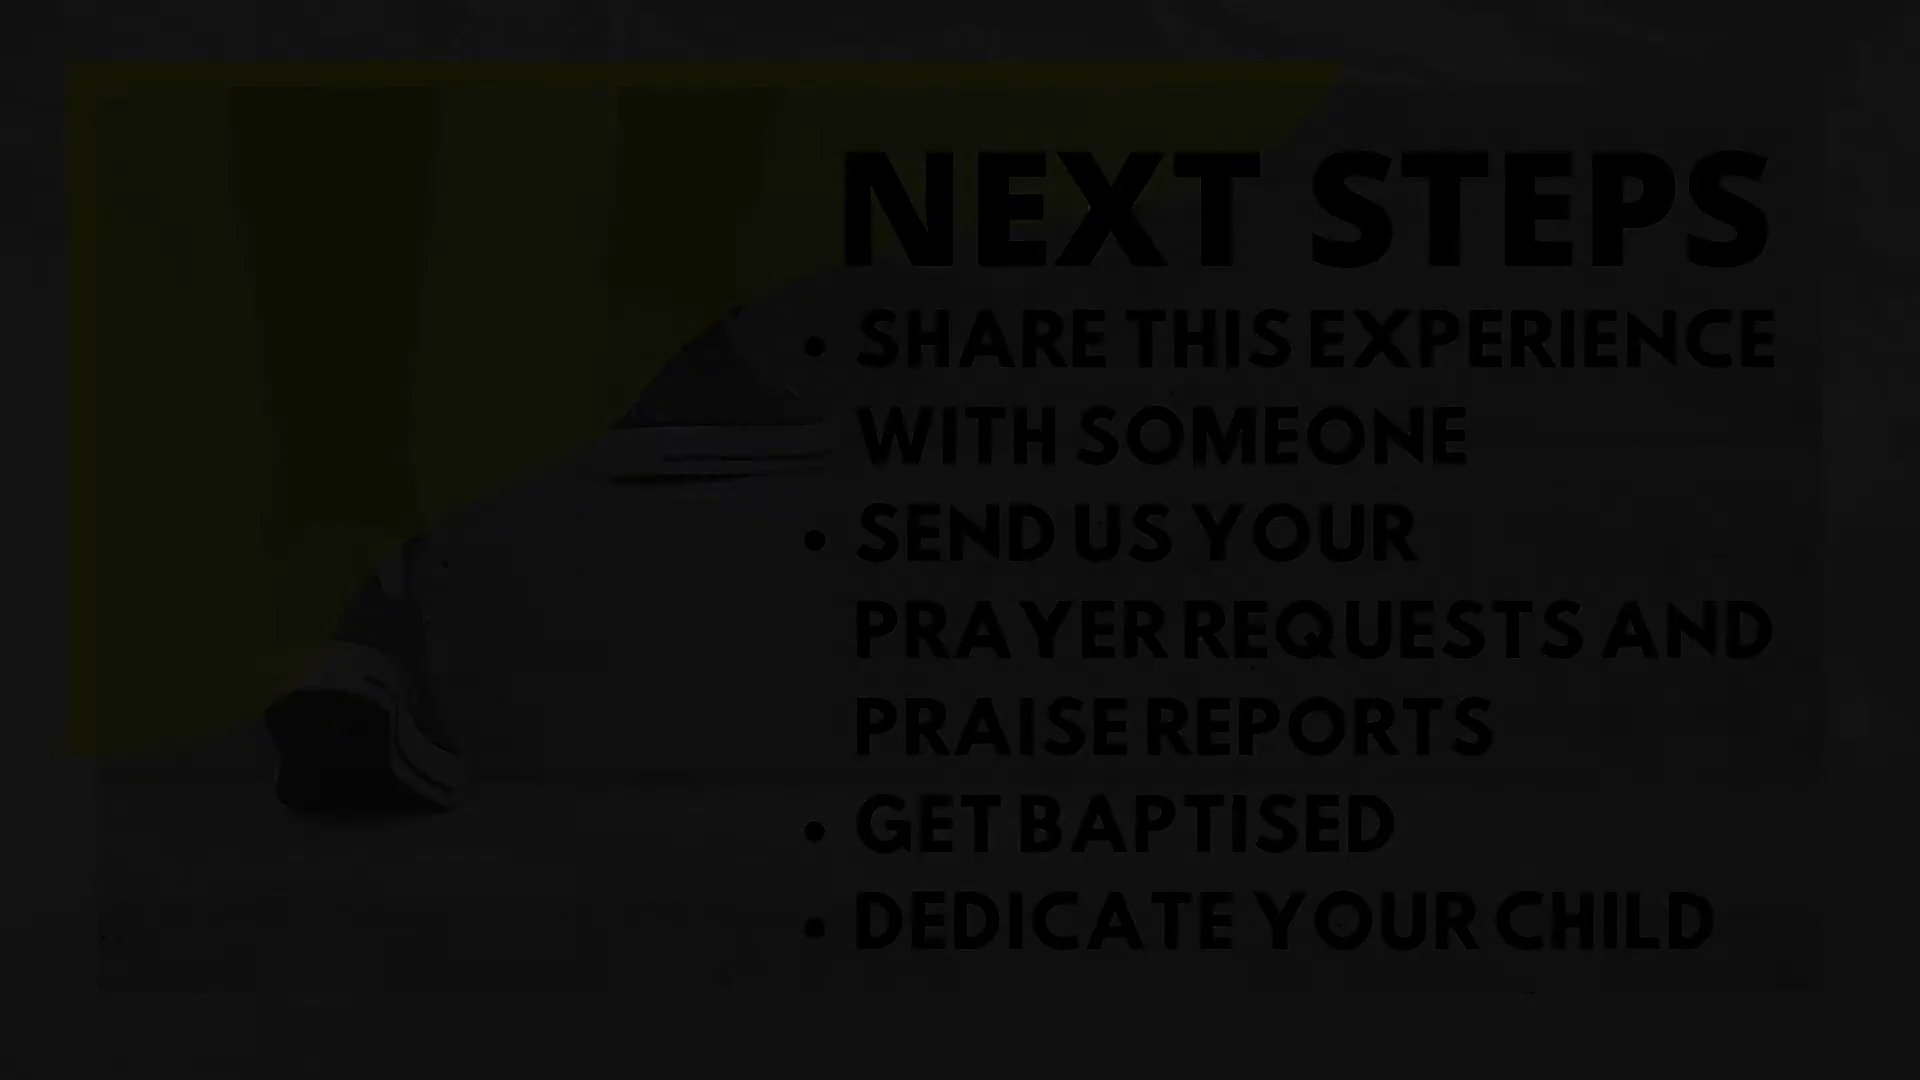 NEXT STEPS
• SHARE THIS EXPERIENCE
WITH SOMEONE
• SEND US YOUR
PRAYER REQUESTS AND
PRAISE REPORTS
• GET BAPTISED
• DEDICATE YOUR CHILD